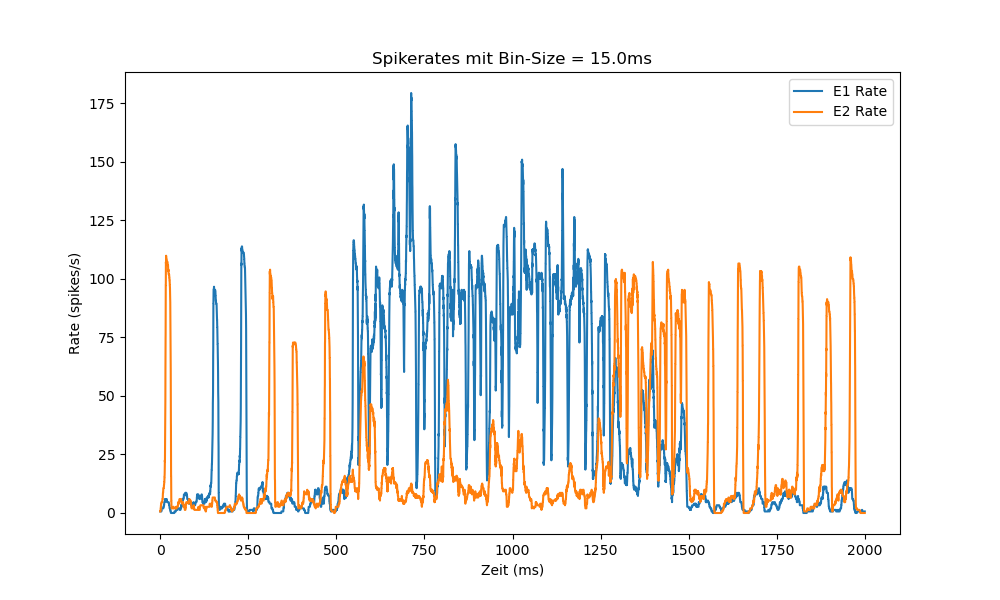 Spikerates mit Bin-Size = 15.0ms
E1 Rate
E2 Rate
Rate (spikes/s)
175
150
125
100
75
50
25
0
0 250 500 750 1000 1250 1500 1750 2000
Zeit (ms)